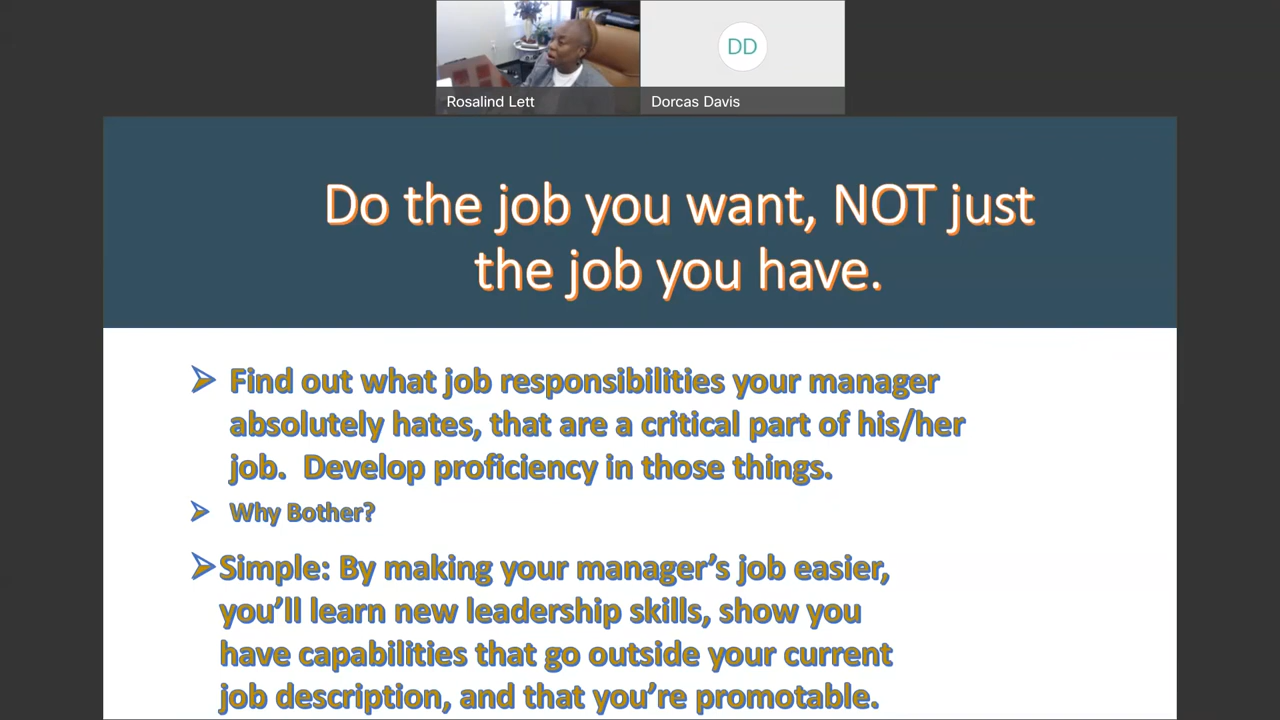 DD
Rosalind Lett
Dorcas Davis
Do the job you want, NOT just
the job you have.
Find out what job responsibilities your manager
absolutely hates, that are a critical part of his/her
job.  Develop proficiency in those things.
Why Bother?
Simple: By making your manager’s job easier,
you’ll learn new leadership skills, show you
have capabilities that go outside your current
job description, and that you’re promotable.